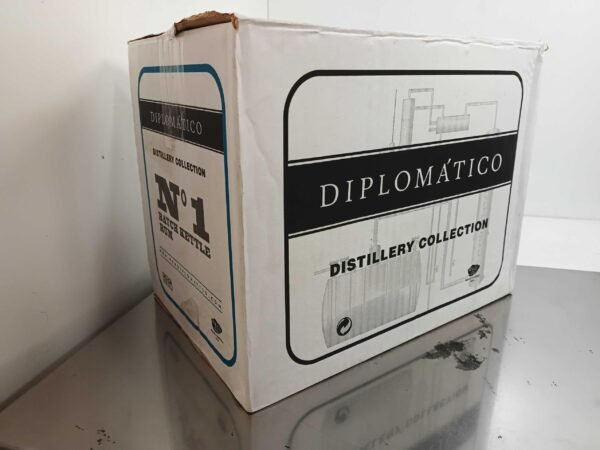 DIPLOMÁTICO
DISTILLERY COLLECTION
Nº1
BATCH KETTLE
RUM
DIPLOMÁTICO
DISTILLERY COLLECTION